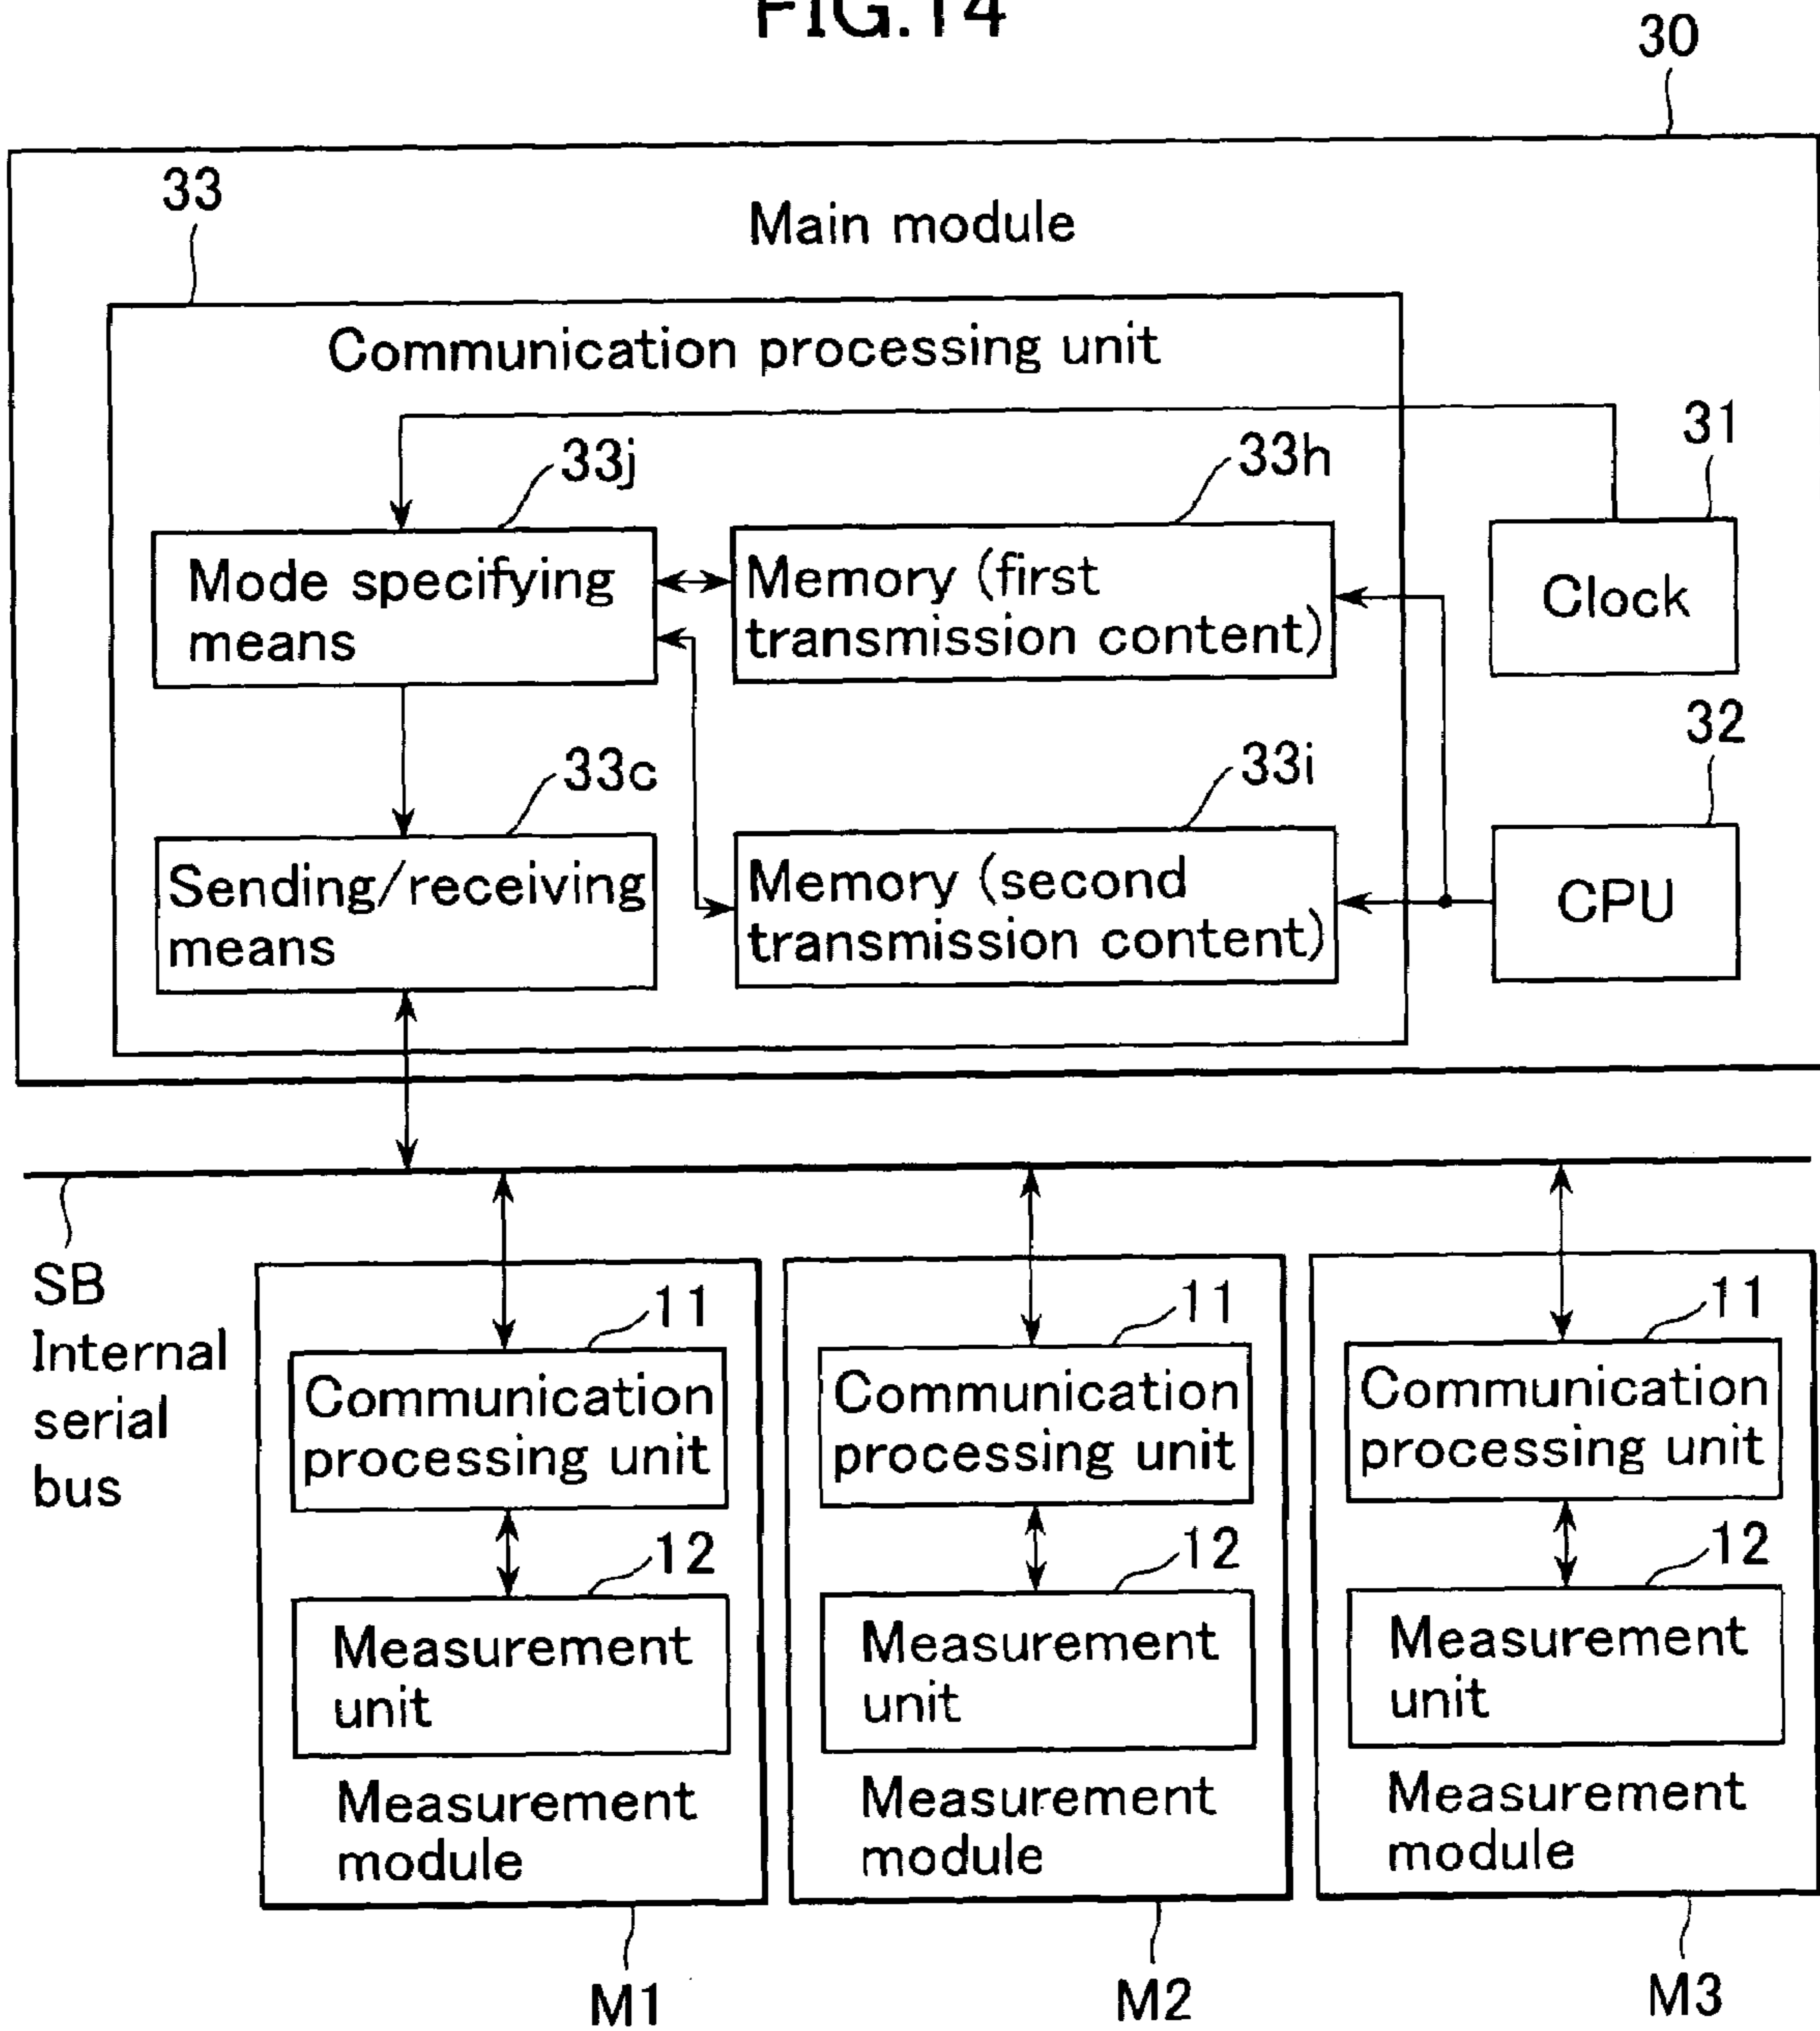 FIG.14
30
33
Main module
Communication processing unit
31
33j
33h
Mode specifying
means
Memory (first
transmission content)
Clock
32
33c
33i
Sending/receiving
means
Memory (second
transmission content)
CPU
SB
Internal
serial
bus
11
Communication
processing unit
12
Measurement
unit
Measurement
module
M1
11
Communication
processing unit
12
Measurement
unit
Measurement
module
M2
11
Communication
processing unit
12
Measurement
unit
Measurement
module
M3